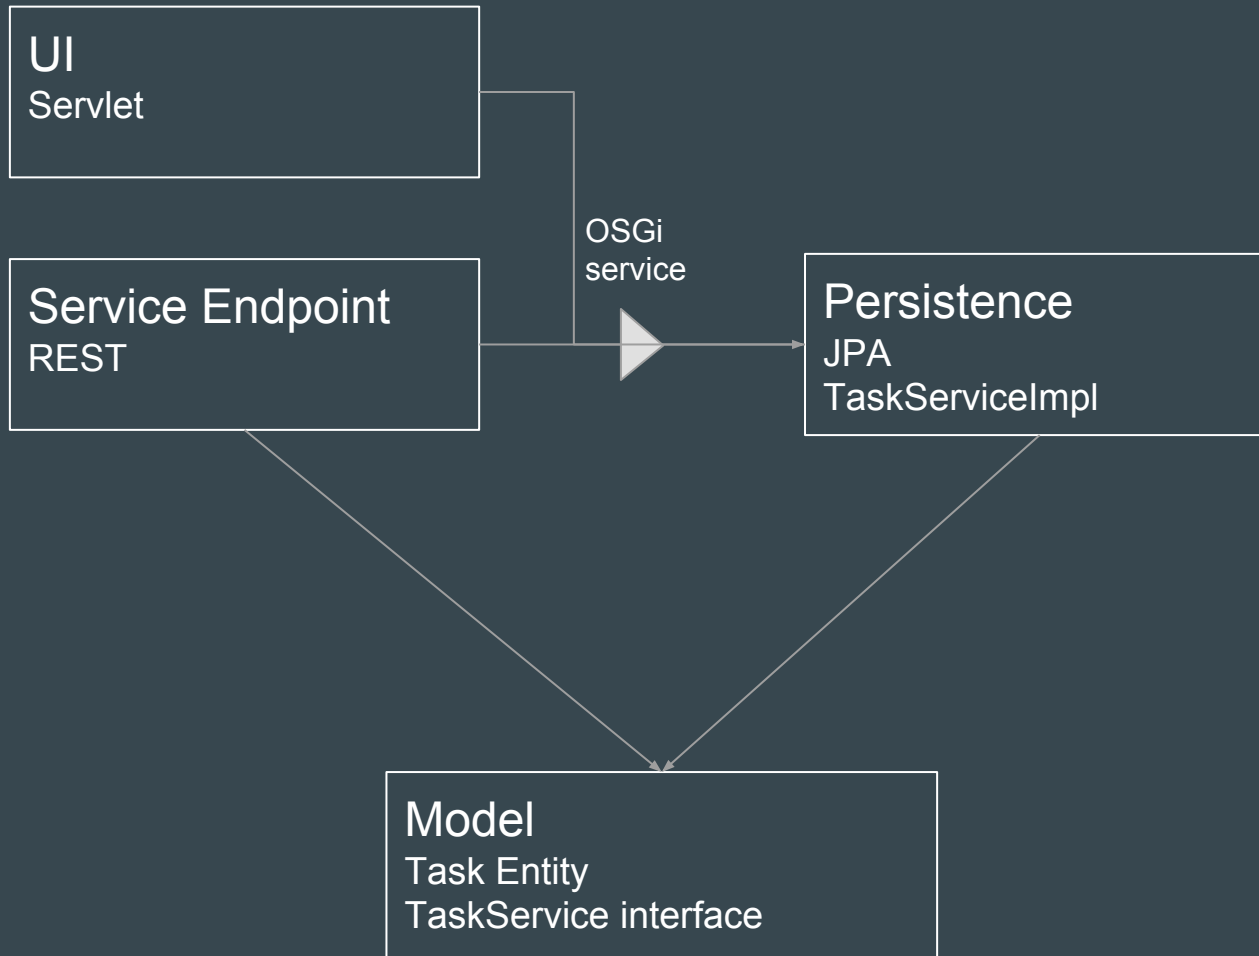 UI
Servlet
OSGi
service
Service Endpoint
REST
Persistence
JPA
TaskServiceImpl
Model
Task Entity
TaskService interface